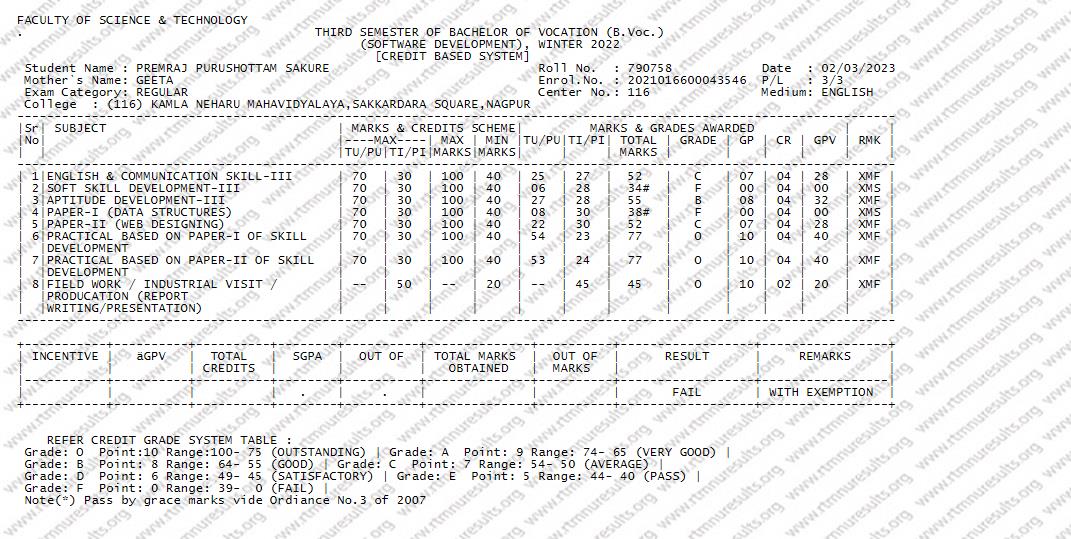 FACULTY OF SCIENCE & TECHNOLOGY
.
THIRD SEMESTER OF BACHELOR OF VOCATION (B.Voc.)
(SOFTWARE DEVELOPMENT), WINTER 2022
[CREDIT BASED SYSTEM]
Student Name : PREMRAJ PURUSHOTTAM SAKURE Roll No. : 790758 Date : 02/03/2023
Mother`s Name: GEETA Enrol.No. : 2021016600043546 P/L : 3/3
Exam Category: REGULAR Center No.: 116 Medium: ENGLISH
College : (116) KAMLA NEHARU MAHAVIDYALAYA,SAKKARDARA SQUARE,NAGPUR
|Sr| SUBJECT | MARKS & CREDITS SCHEME| MARKS & GRADES AWARDED | |
|No| |----MAX----| MAX | MIN |TU/PU|TI/PI| TOTAL | GRADE | GP | CR | GPV | RMK |
| | |TU/PU|TI/PI|MARKS|MARKS| | | MARKS | | | | | |
| 1|ENGLISH & COMMUNICATION SKILL-III | 70 | 30 | 100 | 40 | 25 | 27 | 52 | C | 07 | 04 | 28 | XMF |
| 2|SOFT SKILL DEVELOPMENT-III | 70 | 30 | 100 | 40 | 06 | 28 | 34# | F | 00 | 04 | 00 | XMS |
| 3|APTITUDE DEVELOPMENT-III | 70 | 30 | 100 | 40 | 27 | 28 | 55 | B | 08 | 04 | 32 | XMF |
| 4|PAPER-I (DATA STRUCTURES) | 70 | 30 | 100 | 40 | 08 | 30 | 38# | F | 00 | 04 | 00 | XMS |
| 5|PAPER-II (WEB DESIGNING) | 70 | 30 | 100 | 40 | 22 | 30 | 52 | C | 07 | 04 | 28 | XMF |
| 6|PRACTICAL BASED ON PAPER-I OF SKILL | 70 | 30 | 100 | 40 | 54 | 23 | 77 | O | 10 | 04 | 40 | XMF |
| |DEVELOPMENT
| 7|PRACTICAL BASED ON PAPER-II OF SKILL | 70 | 30 | 100 | 40 | 53 | 24 | 77 | O | 10 | 04 | 40 | XMF |
| |DEVELOPMENT
| 8|FIELD WORK / INDUSTRIAL VISIT / | -- | 50 | -- | 20 | -- | 45 | 45 | O | 10 | 02 | 20 | XMF |
| |PRODUCATION (REPORT
| |WRITING/PRESENTATION)
| INCENTIVE | äGPV | TOTAL | SGPA | OUT OF | TOTAL MARKS | OUT OF | RESULT | REMARKS |
| | | CREDITS | | | OBTAINED | MARKS | | |
| | | | . | . | | | FAIL | WITH EXEMPTION |
REFER CREDIT GRADE SYSTEM TABLE :
Grade: O Point:10 Range:100- 75 (OUTSTANDING) | Grade: A Point: 9 Range: 74- 65 (VERY GOOD) |
Grade: B Point: 8 Range: 64- 55 (GOOD) | Grade: C Point: 7 Range: 54- 50 (AVERAGE) |
Grade: D Point: 6 Range: 49- 45 (SATISFACTORY) | Grade: E Point: 5 Range: 44- 40 (PASS) |
Grade: F Point: 0 Range: 39- 0 (FAIL) |
Note(*) Pass by grace marks vide Ordiance No.3 of 2007
www.rtmnuresults.org